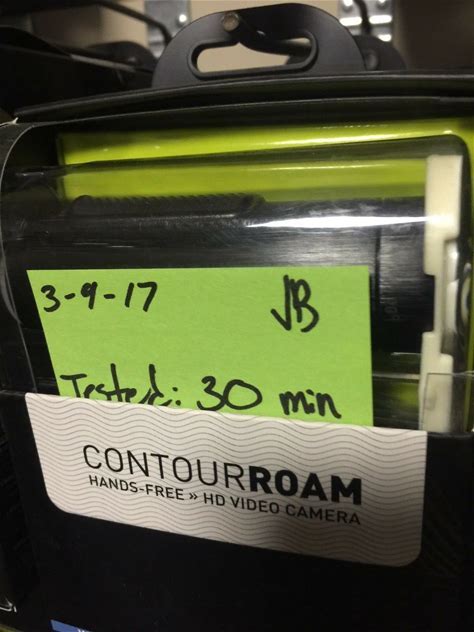 3-9-17 JB
Tested: 30 min
CONTOURROAM
HANDS-FREE » HD VIDEO CAMERA